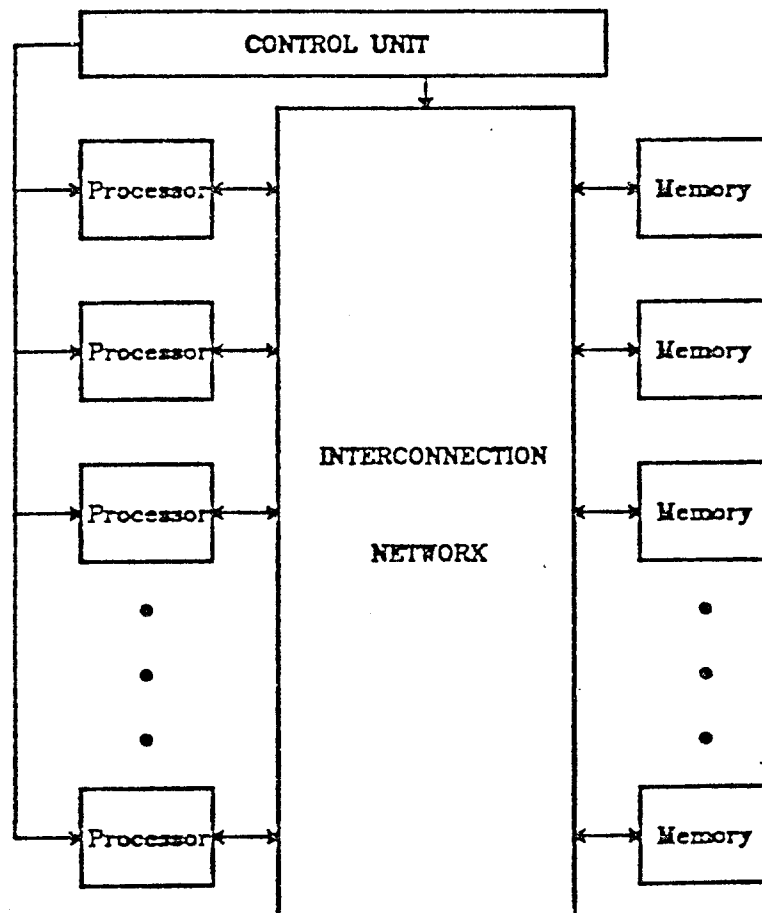 CONTROL UNIT
Processor
Memory
Processor
Memory
INTERCONNECTION
Processor
Memory
NETWORK
Processor
Memory